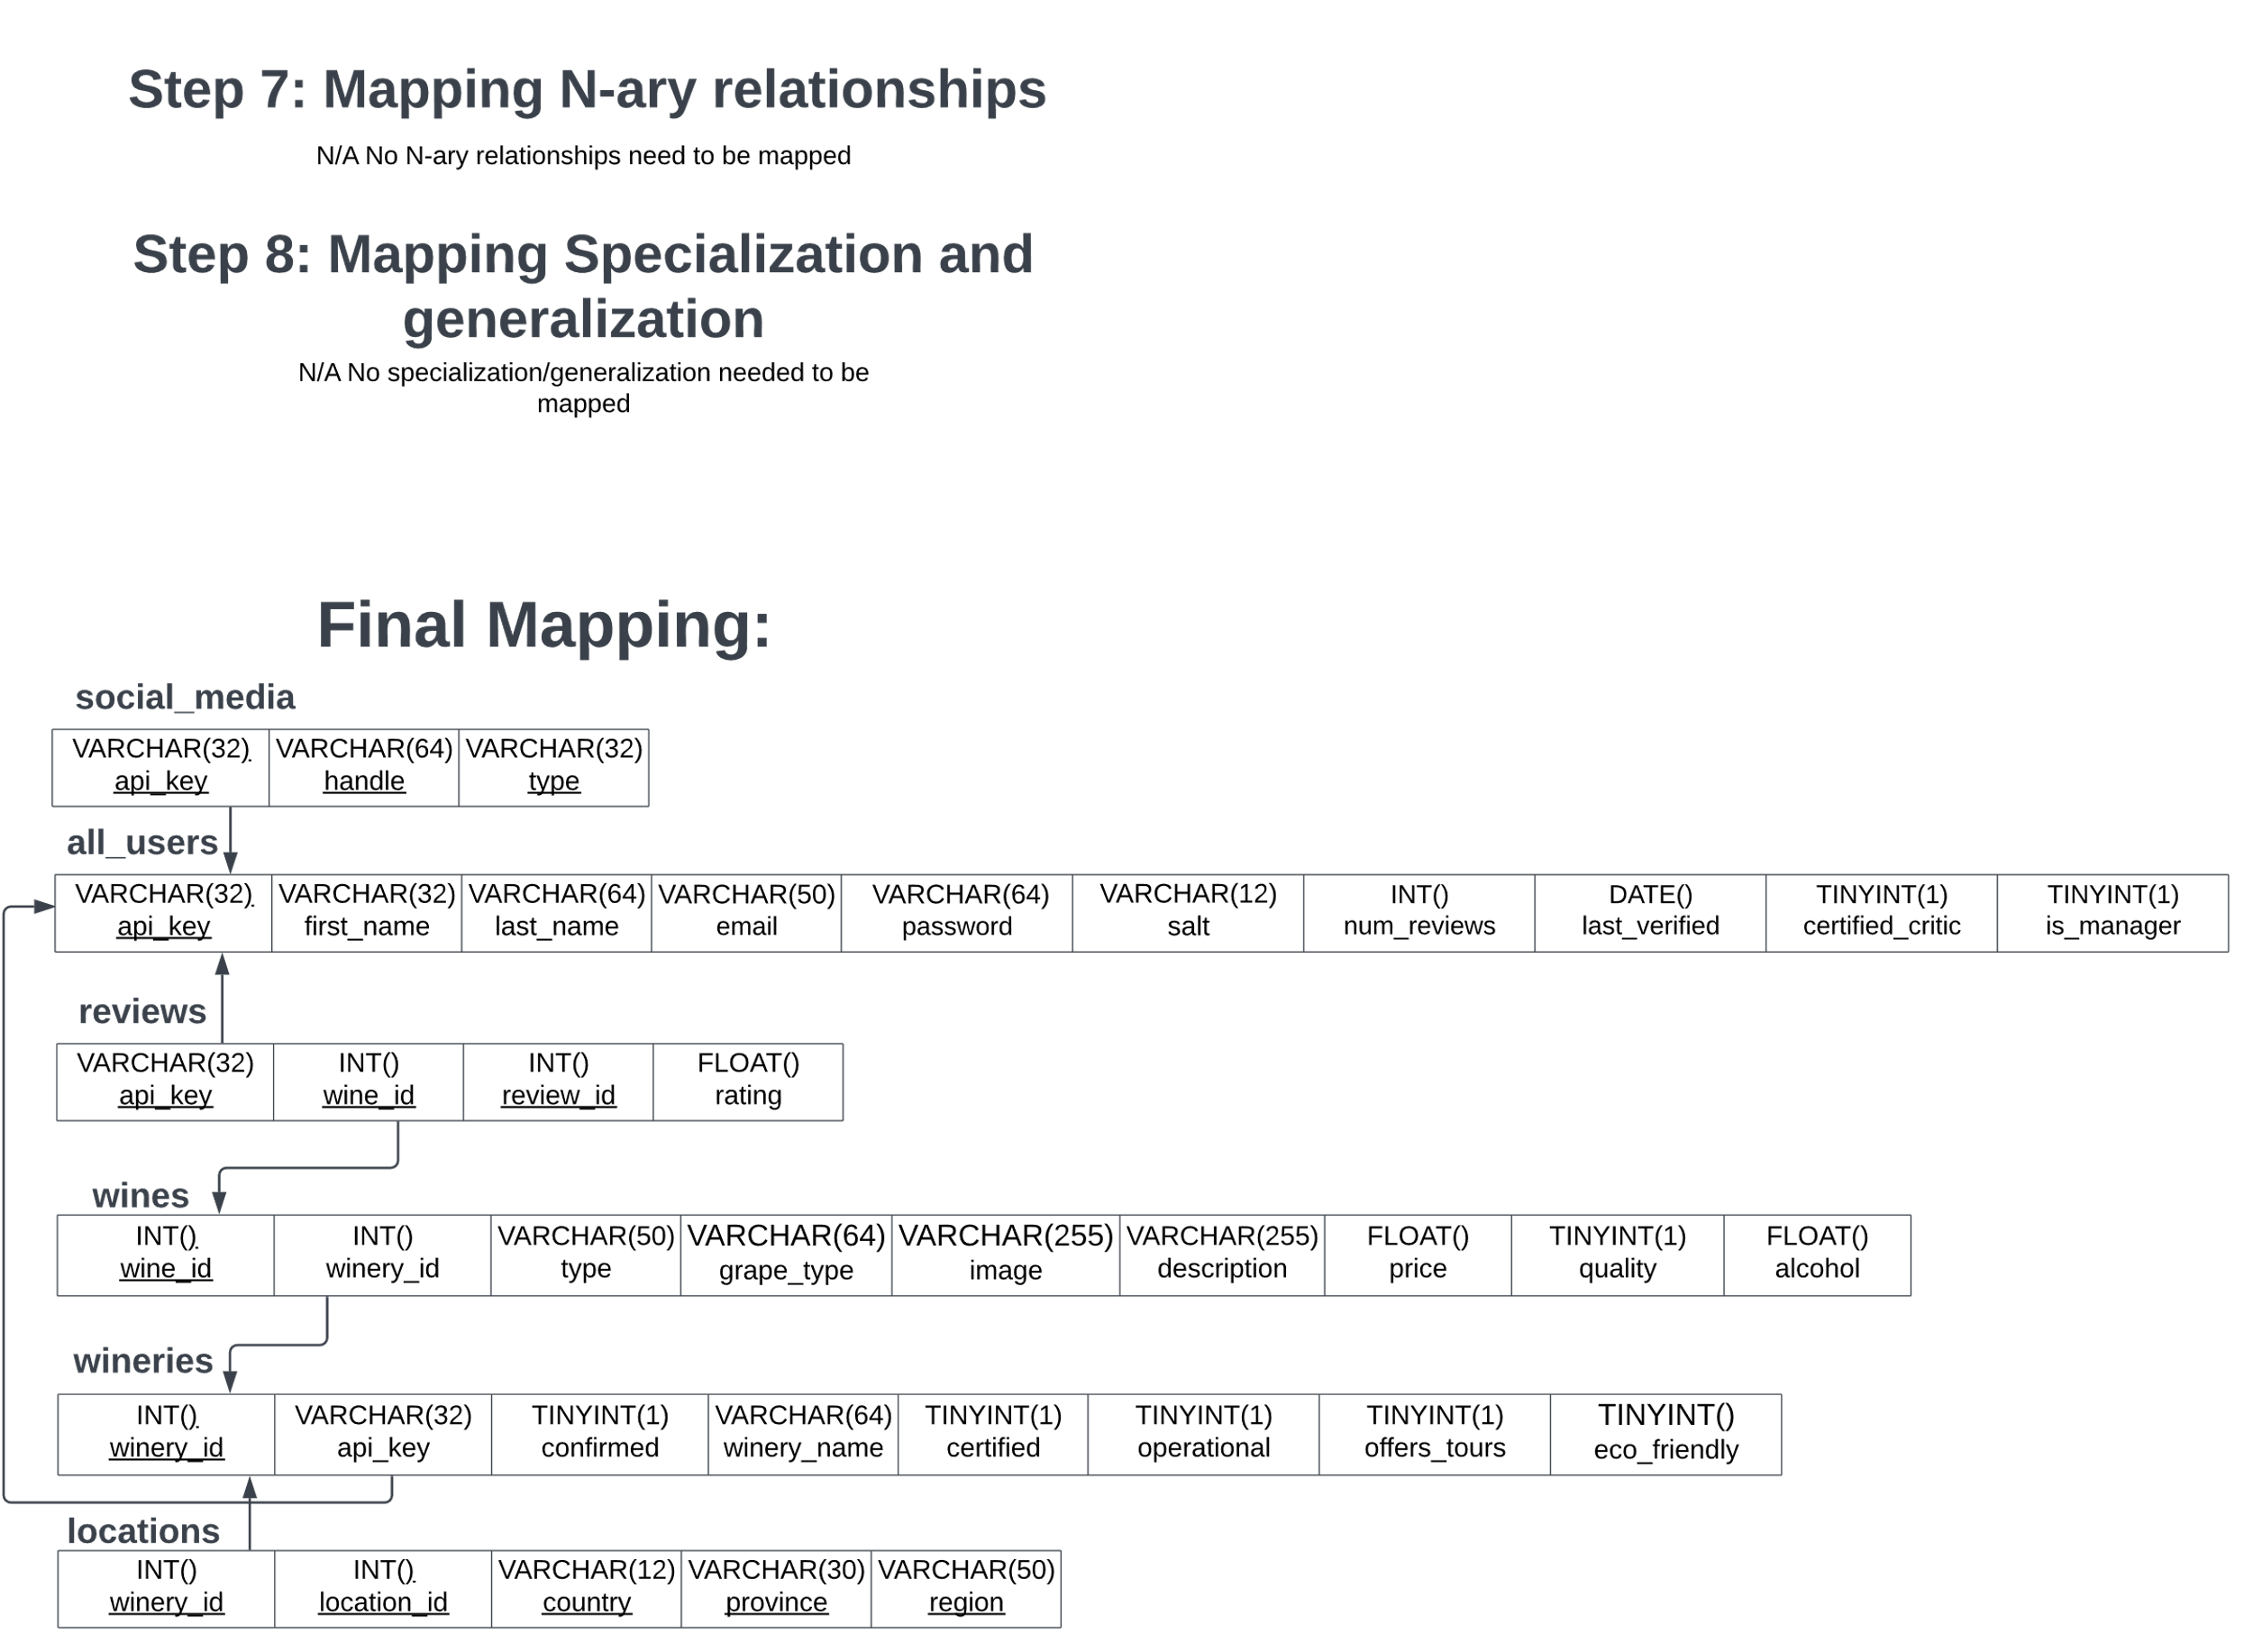 Step 7: Mapping N-ary relationships
N/A No N-ary relationships need to be mapped
Step 8: Mapping Specialization and
generalization
N/A No specialization/generalization needed to be
mapped
Final Mapping:
social_media
VARCHAR(32) VARCHAR(64) VARCHAR(32)
api_key handle type
all_users
VARCHAR(32) VARCHAR(32) VARCHAR(64) VARCHAR(50) VARCHAR(64) VARCHAR(12) INT() DATE() TINYINT(1) TINYINT(1)
api_key first_name last_name email password salt num_reviews last_verified certified_critic is_manager
reviews
VARCHAR(32) INT() INT() FLOAT()
api_key wine_id review_id rating
wines
INT() INT() VARCHAR(50) VARCHAR(64) VARCHAR(255) VARCHAR(255) FLOAT() TINYINT(1) FLOAT()
wine_id winery_id type grape_type image description price quality alcohol
wineries
INT() VARCHAR(32) TINYINT(1) VARCHAR(64) TINYINT(1) TINYINT(1) TINYINT(1) TINYINT()
winery_id api_key confirmed winery_name certified operational offers_tours eco_friendly
locations
INT() INT() VARCHAR(12) VARCHAR(30) VARCHAR(50)
winery_id location_id country province region